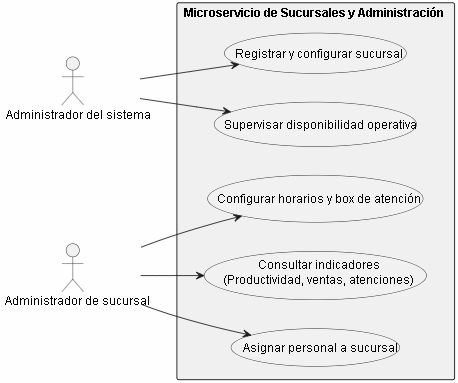 Microservicio de Sucursales y Administración
Registrar y configurar sucursal
Administrador del sistema
Supervisar disponibilidad operativa
Configurar horarios y box de atención
Consultar indicadores
(Productividad, ventas, atenciones)
Administrador de sucursal
Asignar personal a sucursal